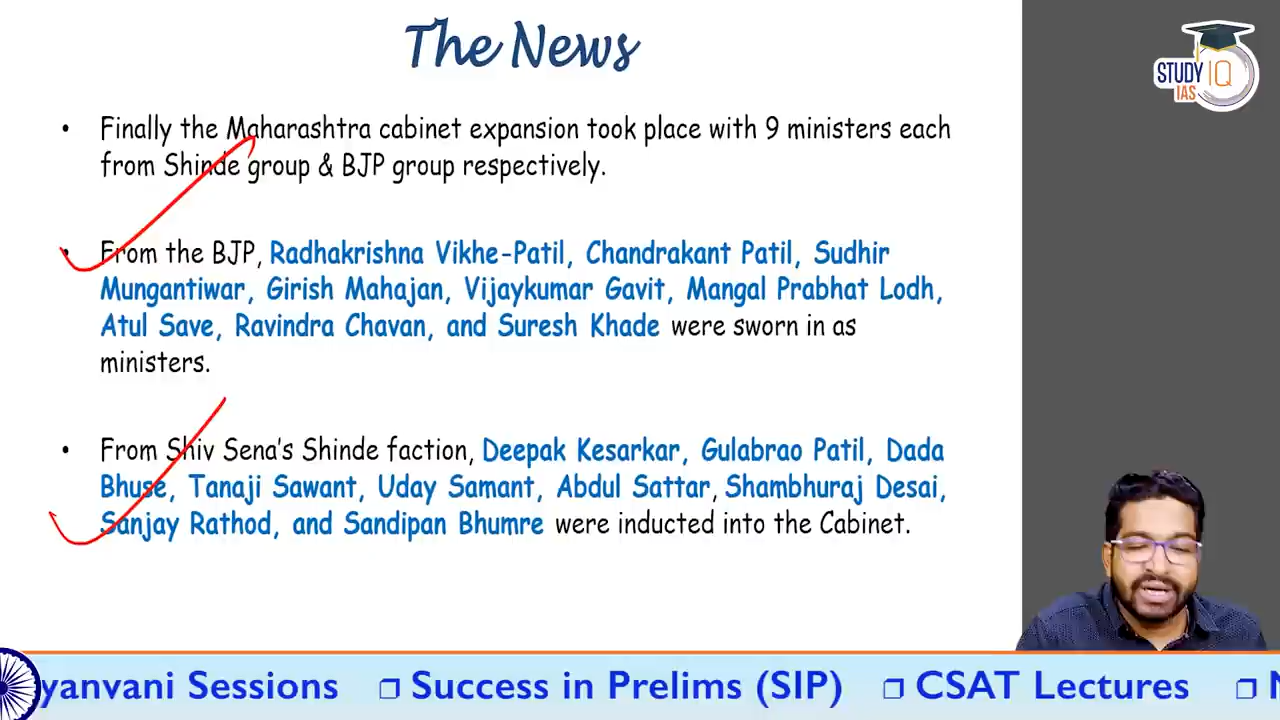 The News
STUDY IQ
IAS
• Finally the Maharashtra cabinet expansion took place with 9 ministers each
from Shinde group & BJP group respectively.
• From the BJP, Radhakrishna Vikhe-Patil, Chandrakant Patil, Sudhir
Mungantiwar, Girish Mahajan, Vijaykumar Gavit, Mangal Prabhat Lodh,
Atul Save, Ravindra Chavan, and Suresh Khade were sworn in as
ministers.
• From Shiv Sena's Shinde faction, Deepak Kesarkar, Gulabrao Patil, Dada
Bhuse, Tanaji Sawant, Uday Samant, Abdul Sattar, Shambhuraj Desai,
Sanjay Rathod, and Sandipan Bhumre were inducted into the Cabinet.
yanvani Sessions ❒ Success in Prelims (SIP) ❒ CSAT Lectures ❒